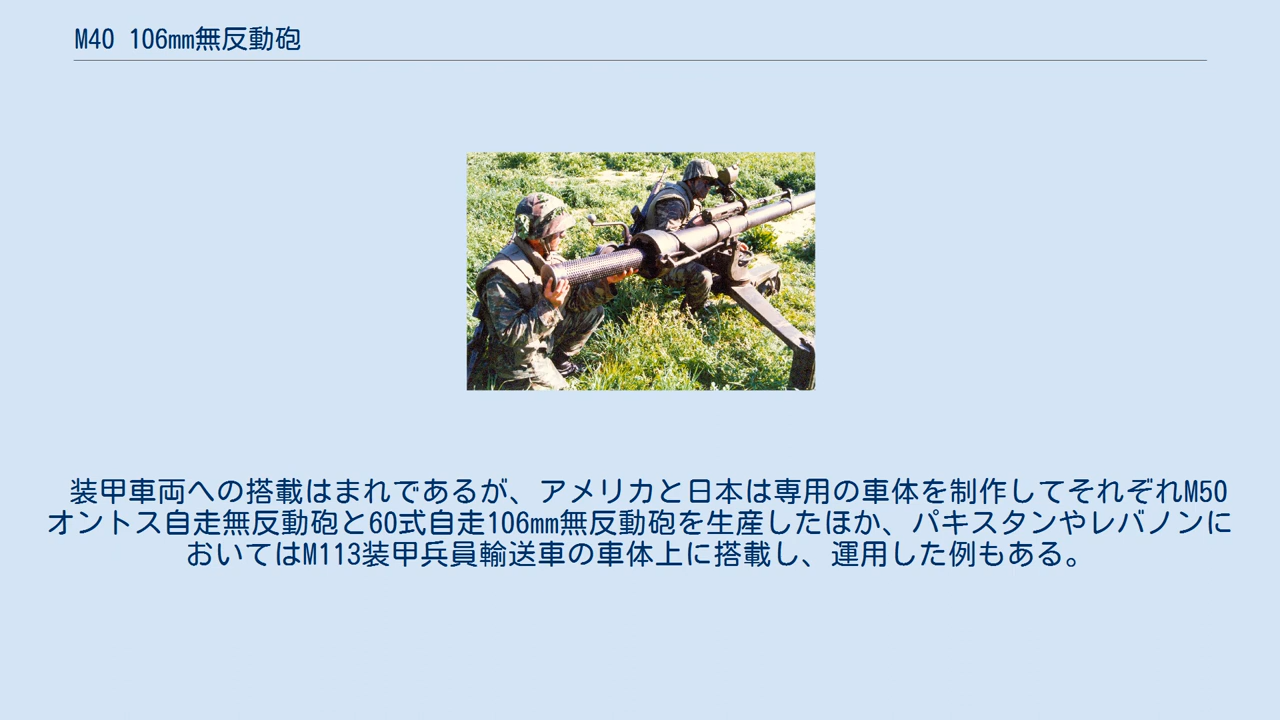 M40 106mm無反動砲
装甲車両への搭載はまれであるが、アメリカと日本は専用の車体を制作してそれぞれM50
オントス自走無反動砲と60式自走106mm無反動砲を生産したほか、パキスタンやレバノンに
おいてはM113装甲兵員輸送車の車体上に搭載し、運用した例もある。